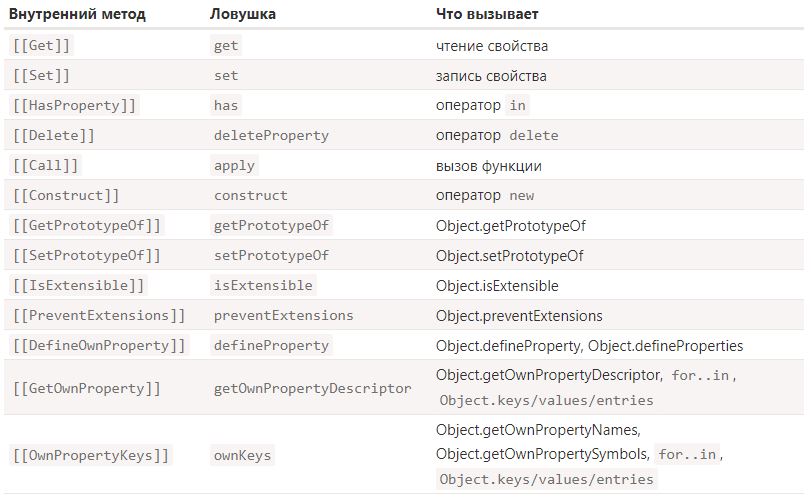 Внутренний метод Ловушка Что вызывает
[[Get]] get чтение свойства
[[Set]] set запись свойства
[[HasProperty]] has оператор in
[[Delete]] deleteProperty оператор delete
[[Call]] apply вызов функции
[[Construct]] construct оператор new
[[GetPrototypeOf]] getPrototypeOf Object.getPrototypeOf
[[SetPrototypeOf]] setPrototypeOf Object.setPrototypeOf
[[IsExtensible]] isExtensible Object.isExtensible
[[PreventExtensions]] preventExtensions Object.preventExtensions
[[DefineOwnProperty]] defineProperty Object.defineProperty, Object.defineProperties
[[GetOwnProperty]] getOwnPropertyDescriptor Object.getOwnPropertyDescriptor, for..in,
Object.keys/values/entries
[[OwnPropertyKeys]] ownKeys Object.getOwnPropertyNames,
Object.getOwnPropertySymbols, for..in,
Object.keys/values/entries